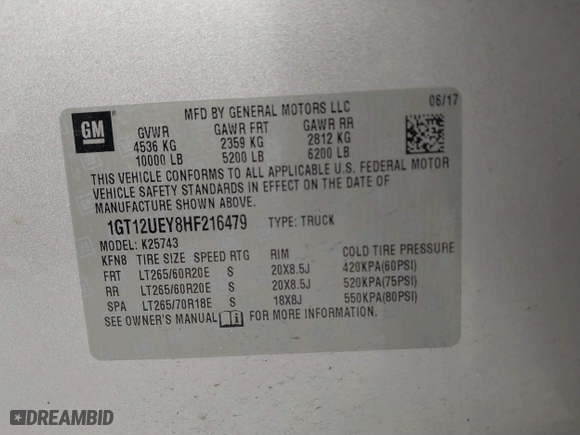 MFD BY GENERAL MOTORS LLC
06/17
GM
GVWR GAWR FRT GAWR RR
4536 KG 2359 KG 2812 KG
10000 LB 5200 LB 6200 LB
THIS VEHICLE CONFORMS TO ALL APPLICABLE U.S. FEDERAL MOTOR
VEHICLE SAFETY STANDARDS IN EFFECT ON THE DATE OF
MANUFACTURE SHOWN ABOVE.
1GT12UEY8HF216479 TYPE: TRUCK
MODEL: K25743
KFN8 TIRE SIZE SPEED RTG RIM COLD TIRE PRESSURE
FRT LT265/60R20E S 20X8.5J 420KPA(60PSI)
RR LT265/60R20E S 20X8.5J 520KPA(75PSI)
SPA LT265/70R18E S 18X8J 550KPA(80PSI)
SEE OWNER'S MANUAL FOR MORE INFORMATION.
DREAMBID